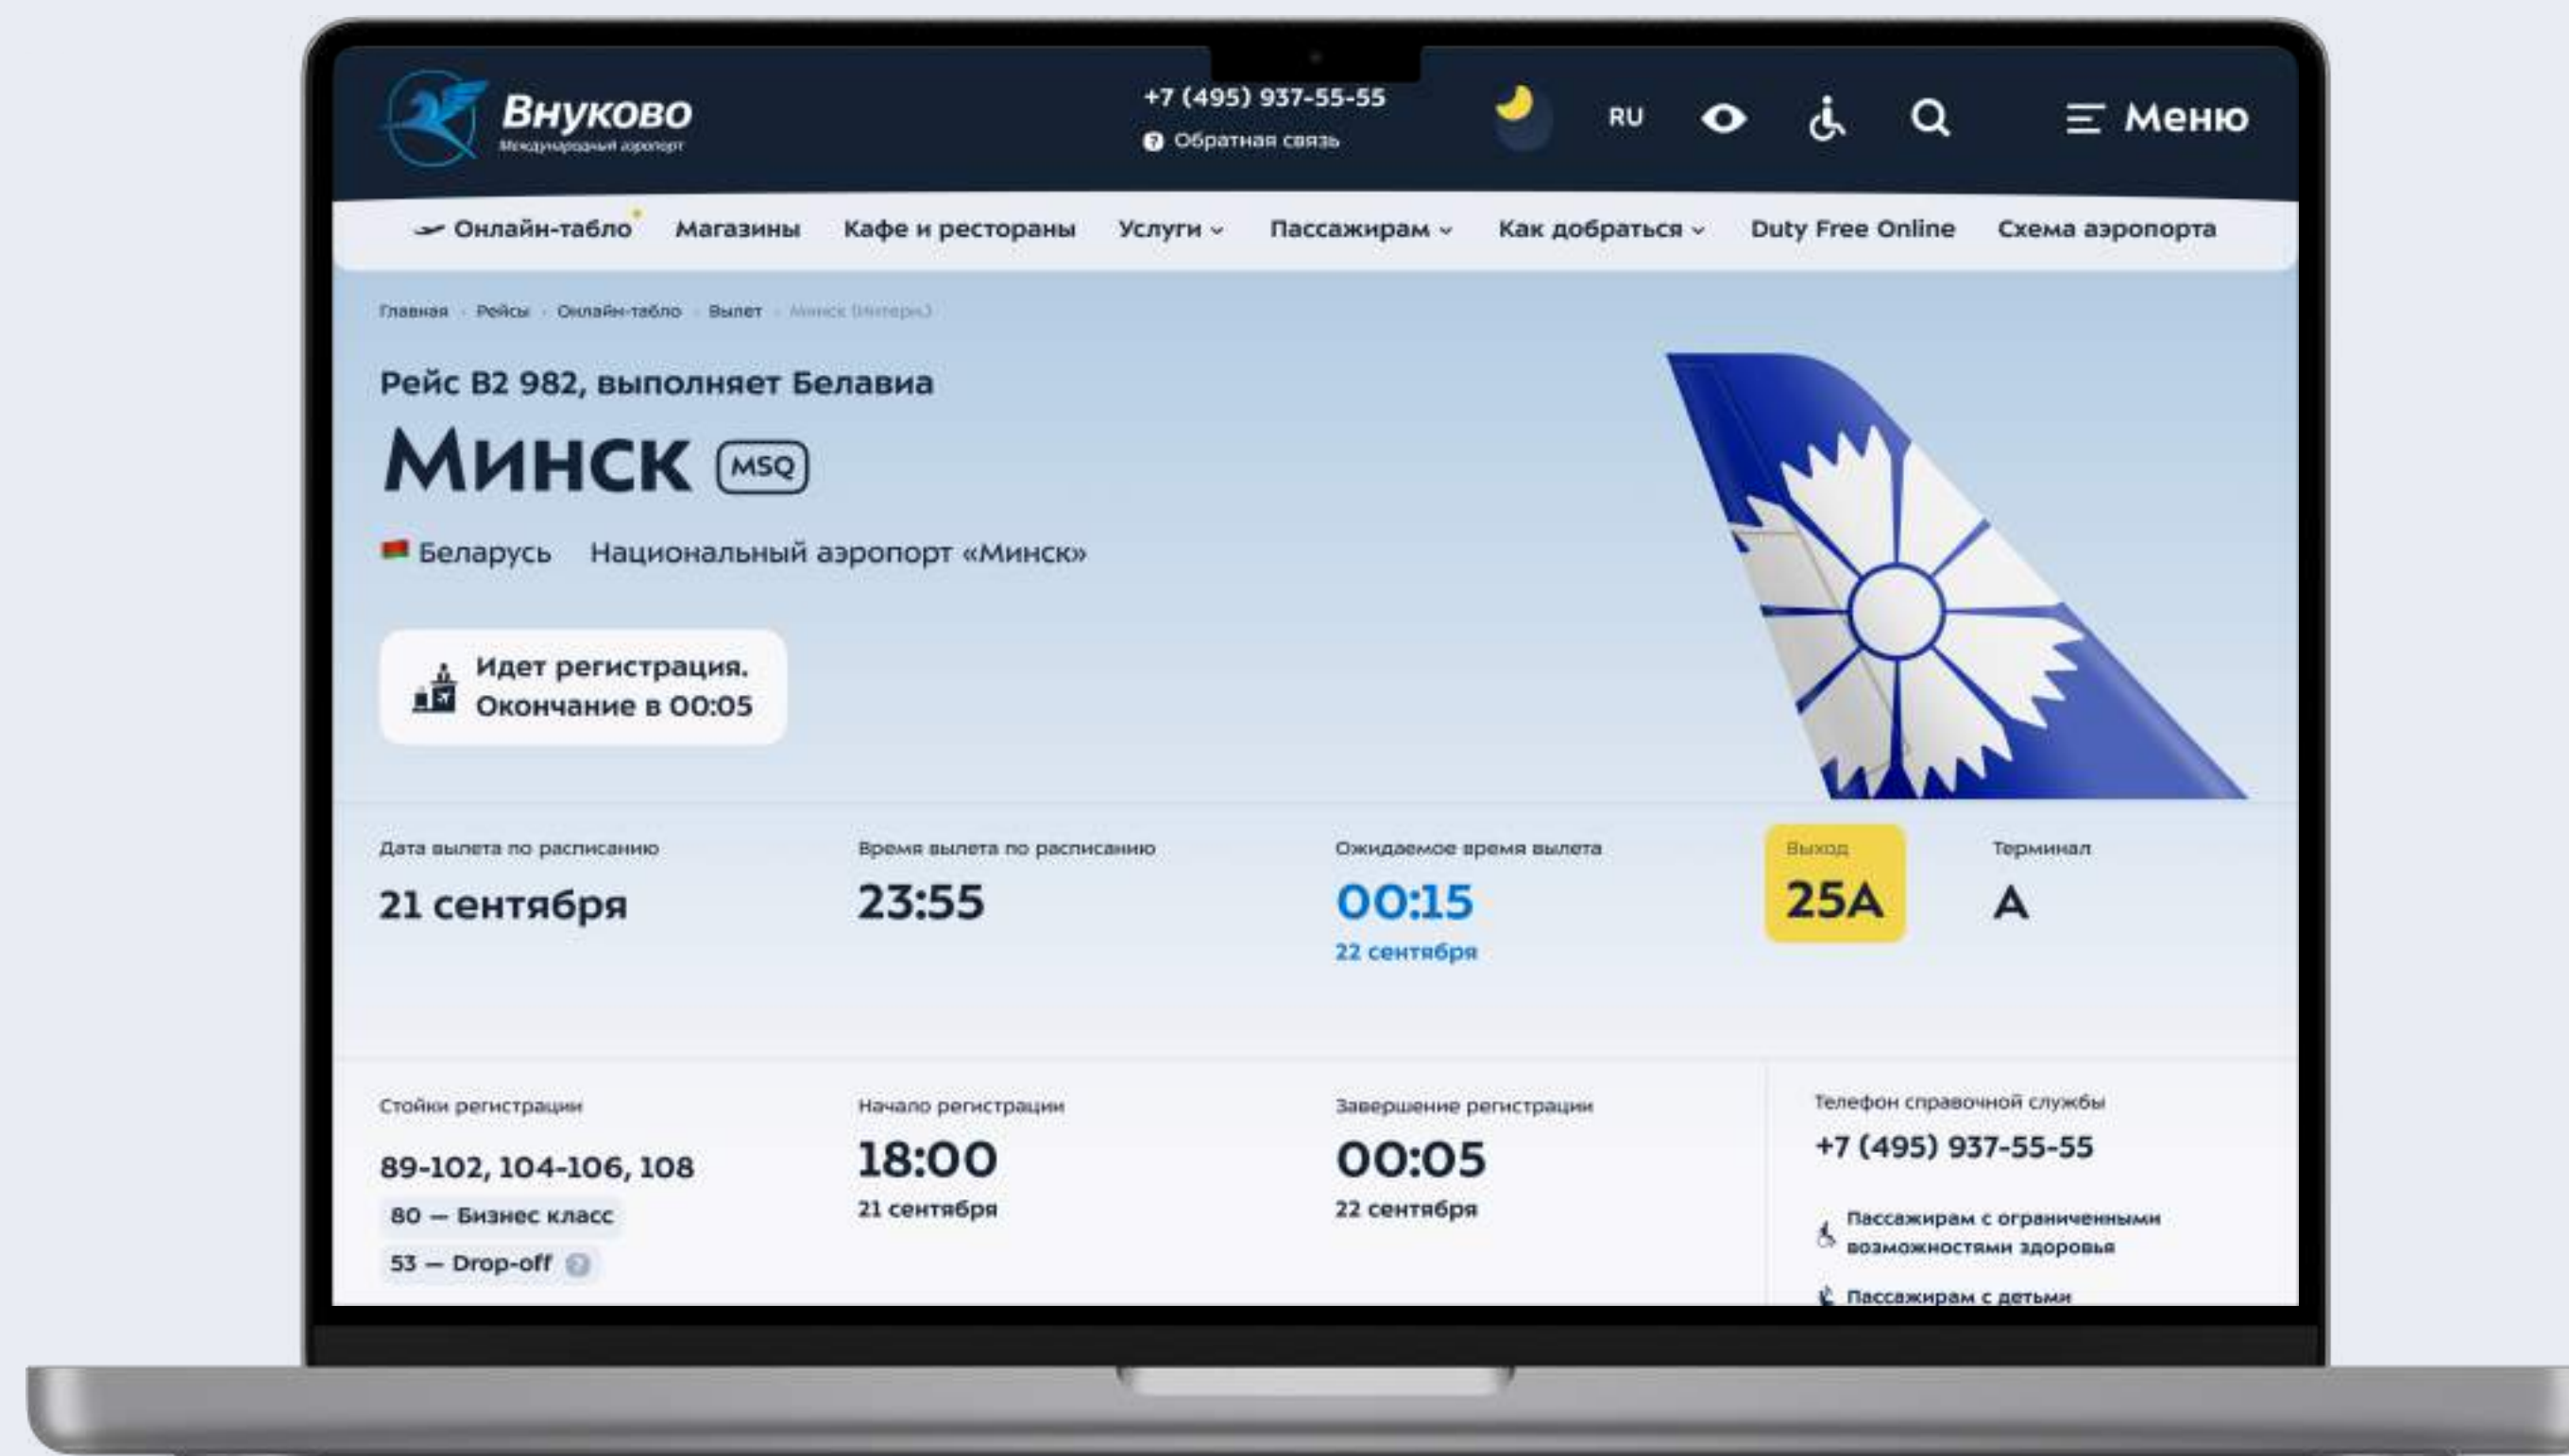 Внуково
Международный аэропорт
+7 (495) 937-55-55
Обратная связь
RU
Меню
Онлайн-табло Магазины Кафе и рестораны Услуги Пассажирам Как добраться Duty Free Online Схема аэропорта
Главная Рейсы Онлайн-табло Вылет Минск (Интерн.)
Рейс B2 982, выполняет Белавиа
Минск MSQ
Беларусь Национальный аэропорт «Минск»
Идет регистрация.
Окончание в 00:05
Дата вылета по расписанию
21 сентября
Время вылета по расписанию
23:55
Ожидаемое время вылета
00:15
22 сентября
Выход
25A
Терминал
A
Стойки регистрации
89-102, 104-106, 108
80 — Бизнес класс
53 — Drop-off ?
Начало регистрации
18:00
21 сентября
Завершение регистрации
00:05
22 сентября
Телефон справочной службы
+7 (495) 937-55-55
Пассажирам с ограниченными
возможностями здоровья
Пассажирам с детьми